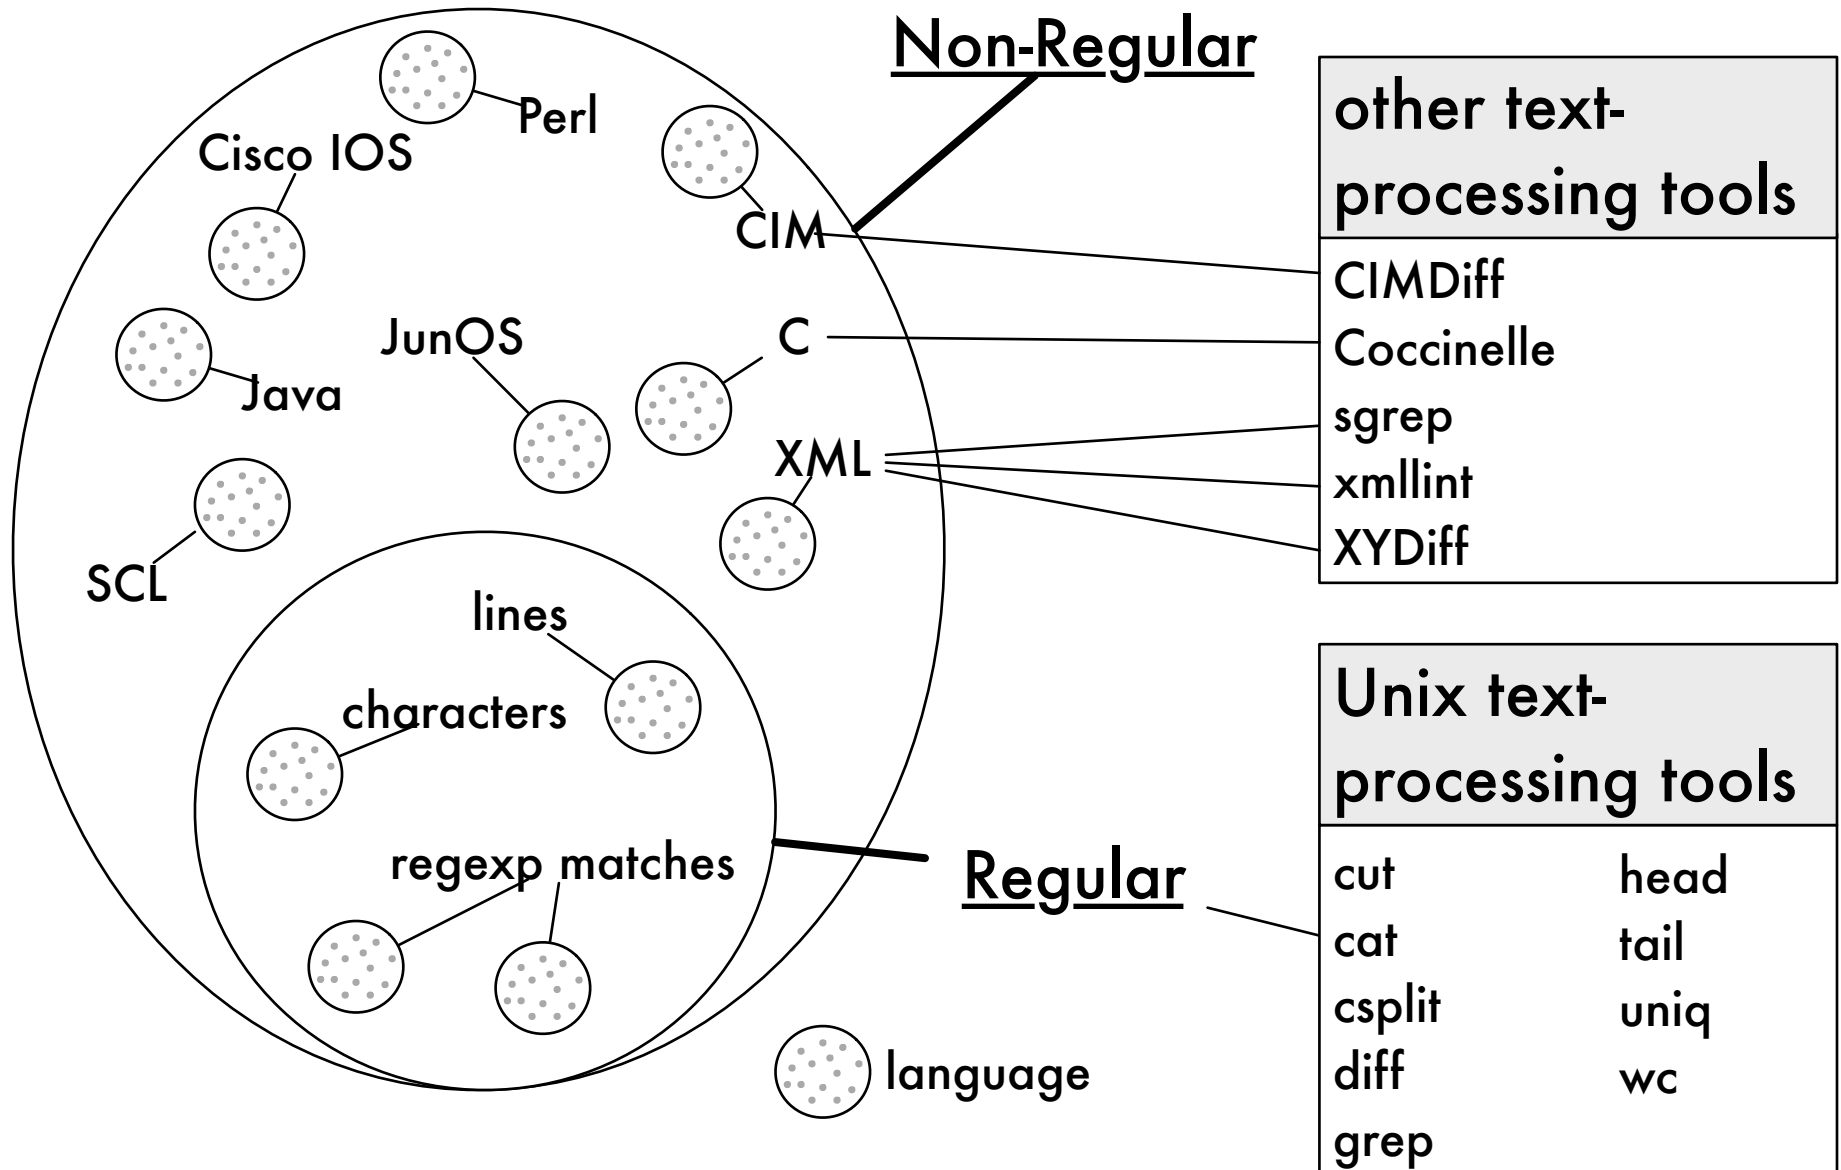 Non-Regular
Perl
Cisco IOS
CIM
JunOS
C
Java
XML
SCL
lines
characters
regexp matches
Regular
language
other text-
processing tools
CIMDiff
Coccinelle
sgrep
xmllint
XYDiff
Unix text-
processing tools
cut
cat
csplit
diff
grep
head
tail
uniq
wc